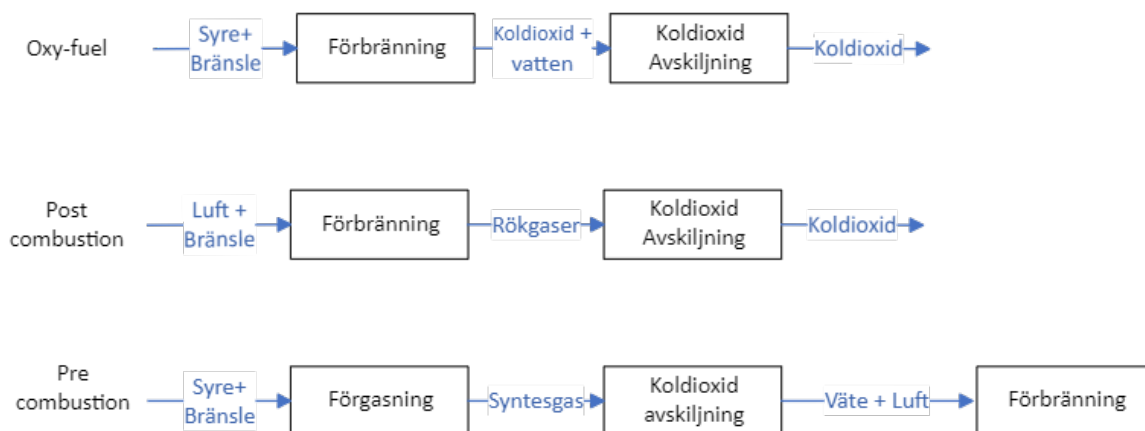 Oxy-fuel
Syre+
Bränsle
Förbränning
Koldioxid +
vatten
Koldioxid
Avskiljning
Koldioxid
Post
combustion
Luft +
Bränsle
Förbränning
Rökgaser
Koldioxid
Avskiljning
Koldioxid
Pre
combustion
Syre+
Bränsle
Förgasning
Syntesgas
Koldioxid
avskiljning
Väte + Luft
Förbränning